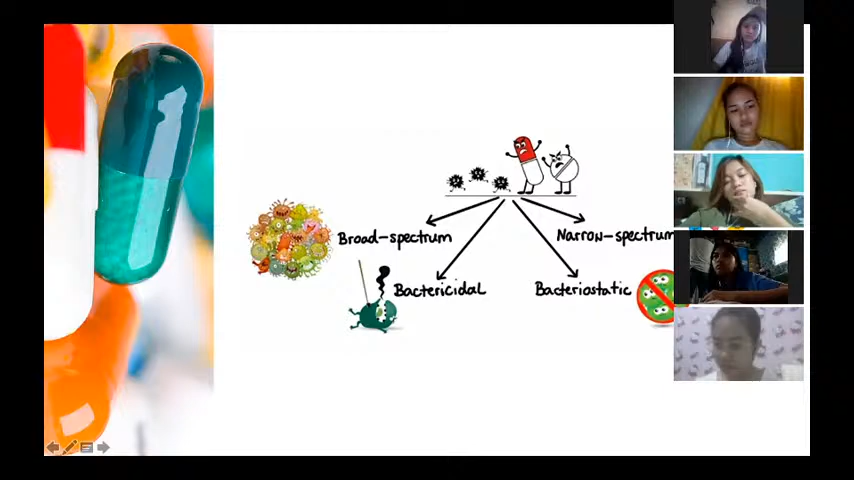 Broad-spectrum
Narrow-spectrum
Bactericidal
Bacteriostatic